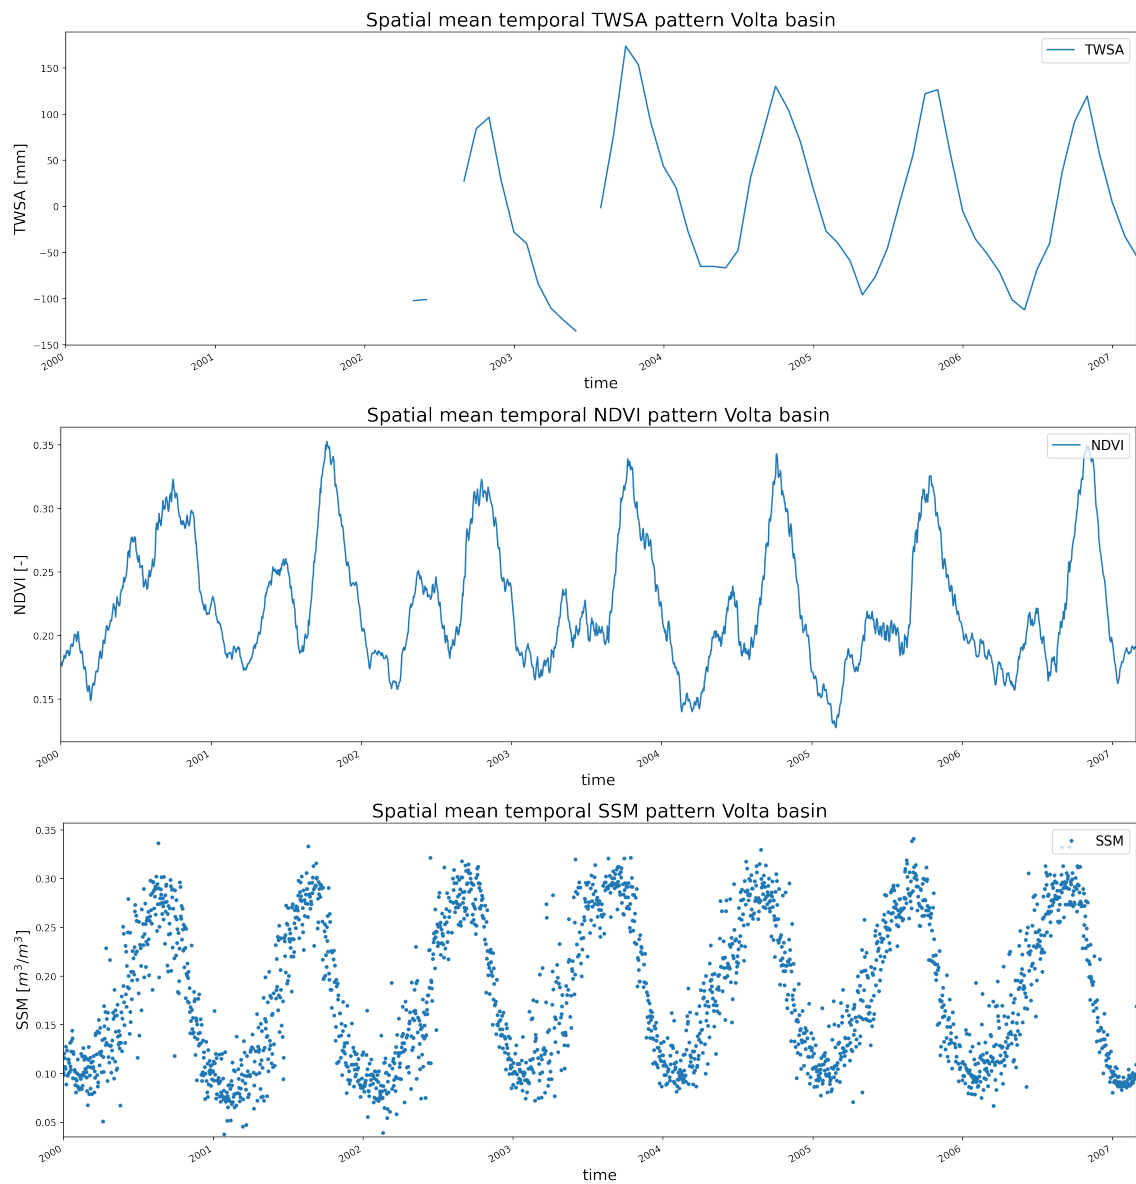 Spatial mean temporal TWSA pattern Volta basin
TWSA
TWSA [mm]
150
100
50
0
−50
−100
−150
2000 2001 2002 2003 2004 2005 2006 2007
time
Spatial mean temporal NDVI pattern Volta basin
NDVI
NDVI [-]
0.35
0.30
0.25
0.20
0.15
2000 2001 2002 2003 2004 2005 2006 2007
time
Spatial mean temporal SSM pattern Volta basin
SSM
SSM [m³/m³]
0.35
0.30
0.25
0.20
0.15
0.10
0.05
2000 2001 2002 2003 2004 2005 2006 2007
time